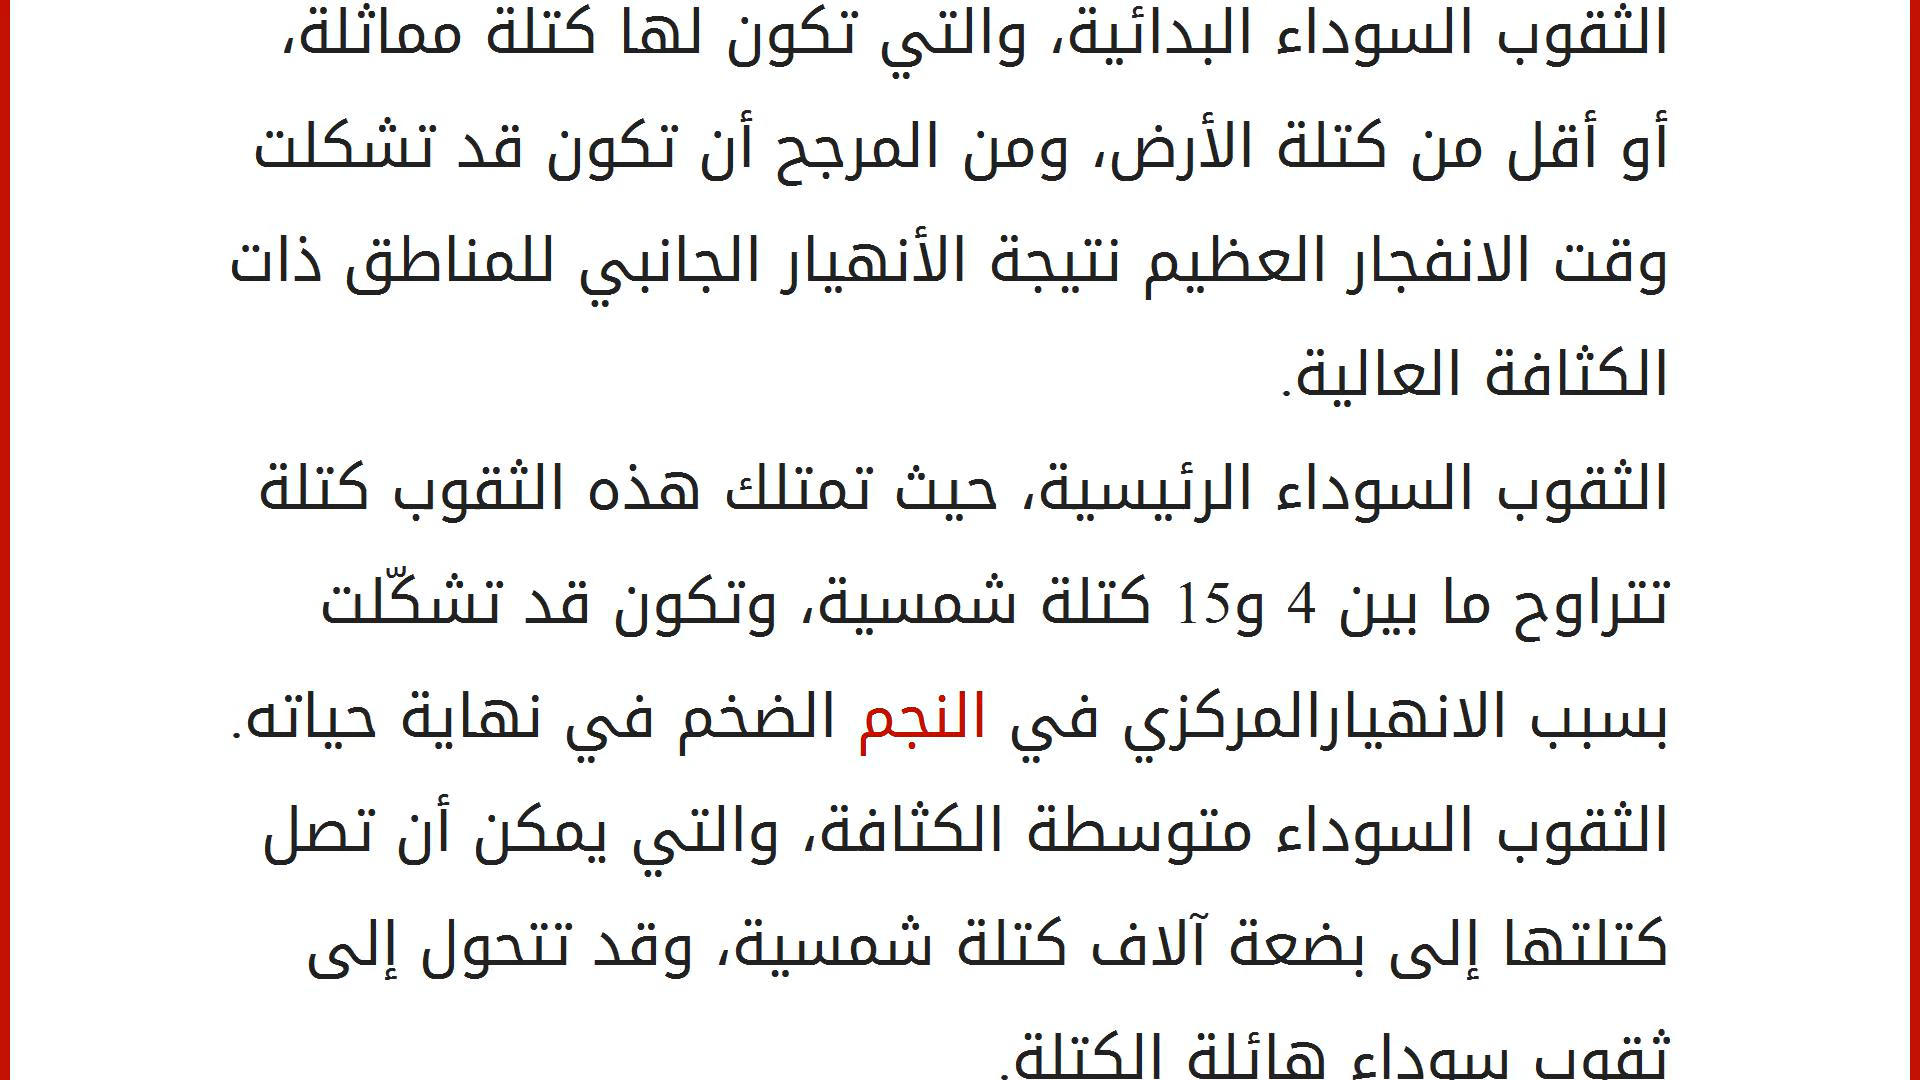 الثقوب السوداء البدائية، والتي تكون لها كتلة مماثلة،
أو أقل من كتلة الأرض، ومن المرجح أن تكون قد تشكلت
وقت الانفجار العظيم نتيجة الأنهيار الجانبي للمناطق ذات
الكثافة العالية.
الثقوب السوداء الرئيسية، حيث تمتلك هذه الثقوب كتلة
تتراوح ما بين 4 و15 كتلة شمسية، وتكون قد تشكّلت
بسبب الانهيارالمركزي في النجم الضخم في نهاية حياته.
الثقوب السوداء متوسطة الكثافة، والتي يمكن أن تصل
كتلتها إلى بضعة آلاف كتلة شمسية، وقد تتحول إلى
ثقوب سوداء هائلة الكتلة.